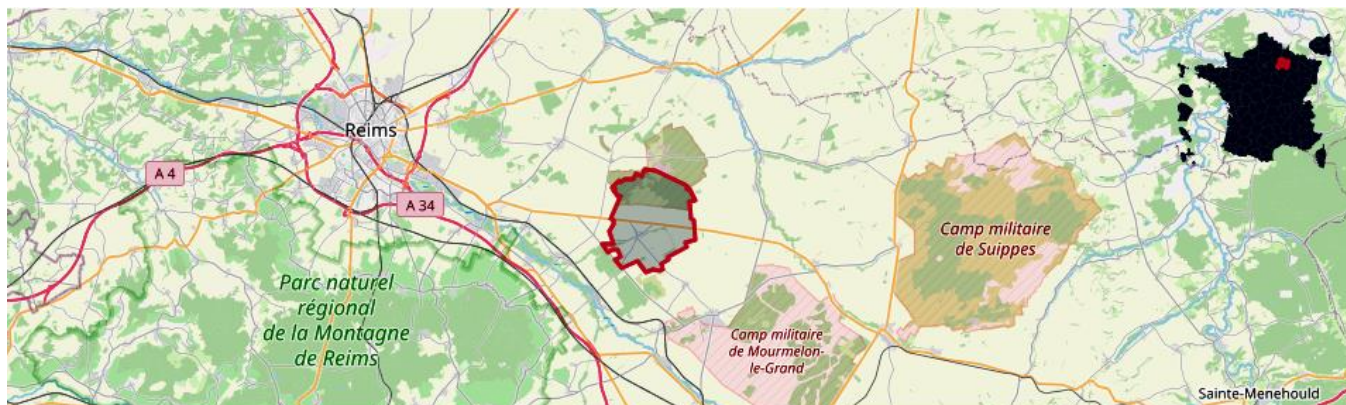 Reims
A 4
A 34
Parc naturel
régional
de la Montagne
de Reims
Camp militaire
de Suippes
Camp militaire
de Mourmelon-
le-Grand
Sainte-Menehould